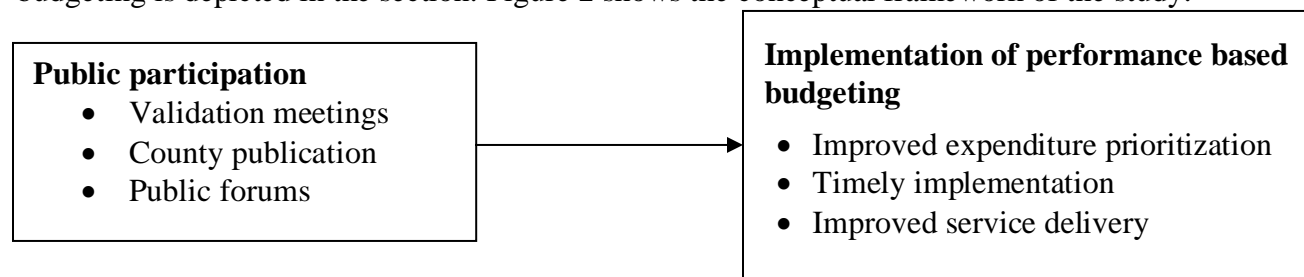 budgeting is depicted in the section. Figure 2 shows the conceptual framework of the study.
Public participation
• Validation meetings
• County publication
• Public forums
Implementation of performance based
budgeting
• Improved expenditure prioritization
• Timely implementation
• Improved service delivery